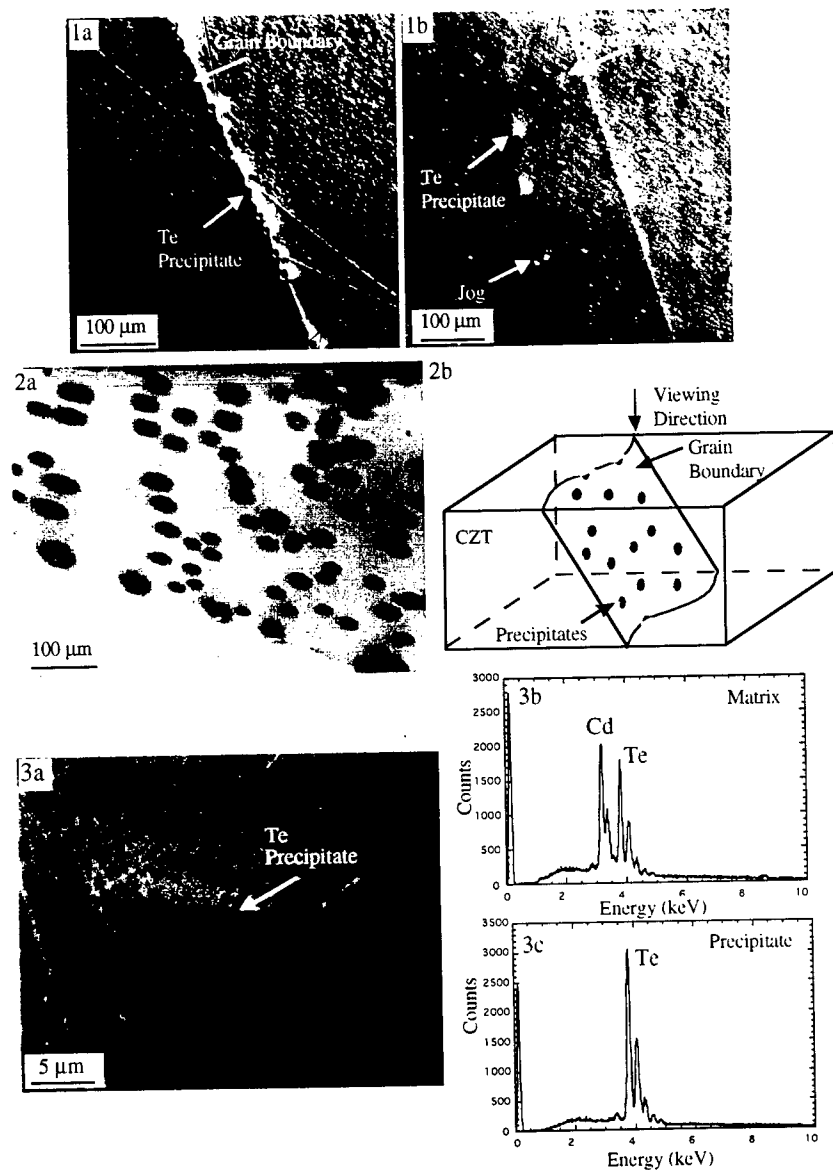 1a
Grain Boundary
Te
Precipitate
100 μm
1b
Te
Precipitate
Jog
100 μm
2a
100 μm
2b
Viewing
Direction
Grain
Boundary
CZT
Precipitates
3a
Te
Precipitate
5 μm
3b
Matrix
Cd
Te
3000
2500
2000
1500
1000
500
0
Counts
0 2 4 6 8 10
Energy (keV)
3c
Precipitate
Te
3500
3000
2500
2000
1500
1000
500
0
Counts
0 2 4 6 8 10
Energy (keV)